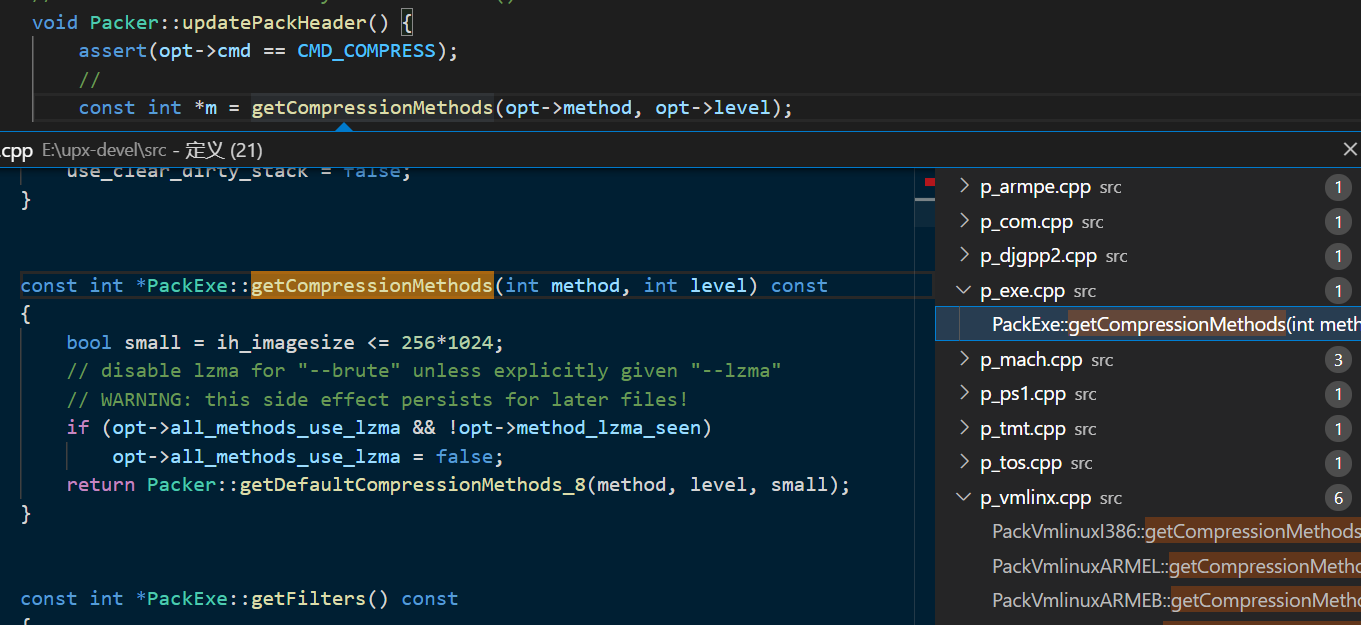 void Packer::updatePackHeader() {
assert(opt->cmd == CMD_COMPRESS);
//
const int *m = getCompressionMethods(opt->method, opt->level);
.cpp E:\upx-devel\src - 定义 (21)
use_clear_dirty_stack = false;
}
const int *PackExe::getCompressionMethods(int method, int level) const
{
bool small = ih_imagesize <= 256*1024;
// disable lzma for "--brute" unless explicitly given "--lzma"
// WARNING: this side effect persists for later files!
if (opt->all_methods_use_lzma && !opt->method_lzma_seen)
opt->all_methods_use_lzma = false;
return Packer::getDefaultCompressionMethods_8(method, level, small);
}
const int *PackExe::getFilters() const
{
p_armpe.cpp src 1
p_com.cpp src 1
p_djgpp2.cpp src 1
p_exe.cpp src 1
PackExe::getCompressionMethods(int meth
p_mach.cpp src 3
p_ps1.cpp src 1
p_tmt.cpp src 1
p_tos.cpp src 1
p_vmlinx.cpp src 6
PackVmlinuxI386::getCompressionMethods
PackVmlinuxARMEL::getCompressionMetho
PackVmlinuxARMEB::getCompressionMetho